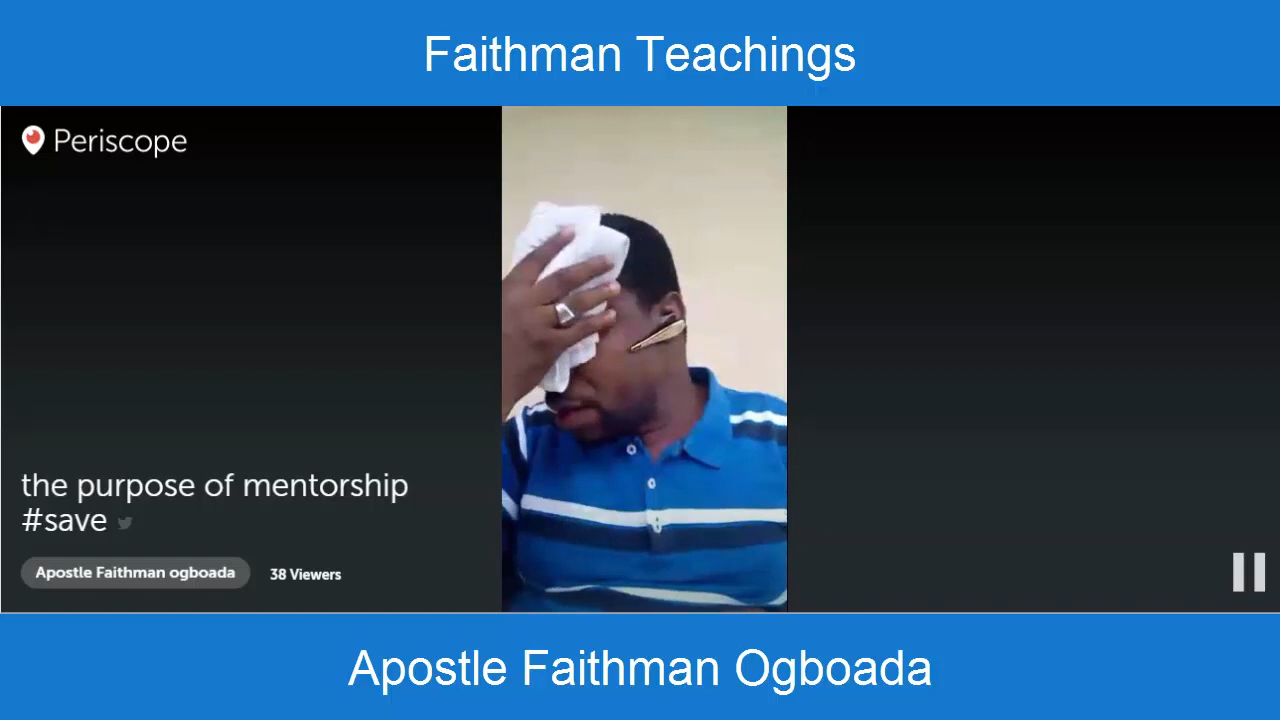 Faithman Teachings
Periscope
the purpose of mentorship
#save
Apostle Faithman ogboada
38 Viewers
Apostle Faithman Ogboada